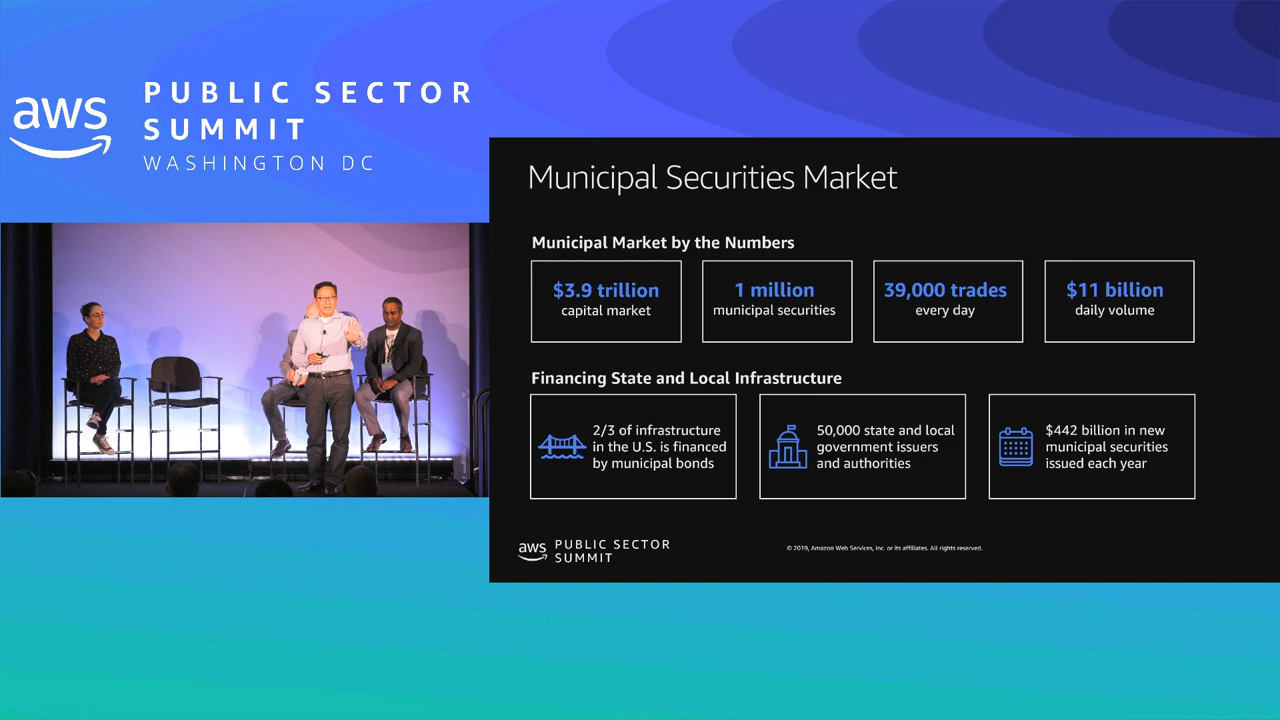 aws
PUBLIC SECTOR
SUMMIT
WASHINGTON DC
Municipal Securities Market
Municipal Market by the Numbers
$3.9 trillion
capital market
1 million
municipal securities
39,000 trades
every day
$11 billion
daily volume
Financing State and Local Infrastructure
2/3 of infrastructure
in the U.S. is financed
by municipal bonds
50,000 state and local
government issuers
and authorities
$442 billion in new
municipal securities
issued each year
aws
PUBLIC SECTOR
SUMMIT
© 2019, Amazon Web Services, Inc. or its affiliates. All rights reserved.